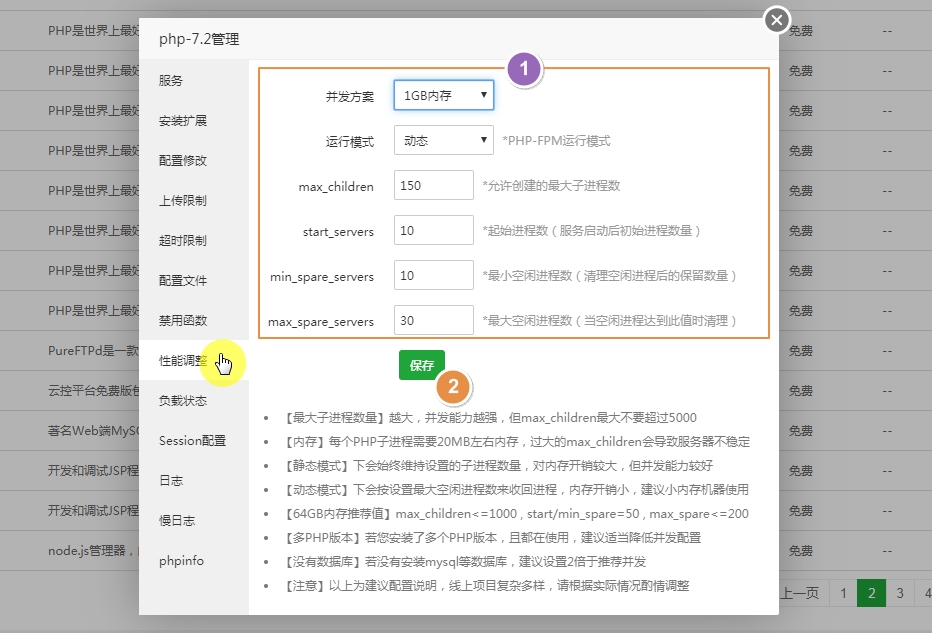 php-7.2管理
服务
安装扩展
配置修改
上传限制
超时限制
配置文件
禁用函数
性能调整
负载状态
Session配置
日志
慢日志
phpinfo
1
并发方案 1GB内存
运行模式 动态 *PHP-FPM运行模式
max_children 150 *允许创建的最大子进程数
start_servers 10 *起始进程数（服务启动后初始进程数量）
min_spare_servers 10 *最小空闲进程数（清理空闲进程后的保留数量）
max_spare_servers 30 *最大空闲进程数（当空闲进程达到此值时清理）
保存
2
【最大子进程数量】越大，并发能力越强，但max_children最大不要超过5000
【内存】每个PHP子进程需要20MB左右内存，过大的max_children会导致服务器不稳定
【静态模式】下会始终维持设置的子进程数量，对内存开销较大，但并发能力较好
【动态模式】下会按设置最大空闲进程数来收回进程，内存开销小，建议小内存机器使用
【64GB内存推荐值】max_children<=1000 , start/min_spare=50 , max_spare<=200
【多PHP版本】若您安装了多个PHP版本，且都在使用，建议适当降低并发配置
【没有数据库】若没有安装mysql等数据库，建议设置2倍于推荐并发
【注意】以上为建议配置说明，线上项目复杂多样，请根据实际情况酌情调整
PHP是世界上最好 免费 --
PHP是世界上最好 免费 --
PHP是世界上最好 免费 --
PHP是世界上最好 免费 --
PHP是世界上最好 免费 --
PHP是世界上最好 免费 --
PHP是世界上最好 免费 --
PHP是世界上最好 免费 --
PureFTPd是一款 免费 --
云控平台免费版包 免费 --
著名Web端MySQ 免费 --
开发和调试JSP程 免费 --
开发和调试JSP程 免费 --
node.js管理器， 免费 --
上一页 1 2 3 4